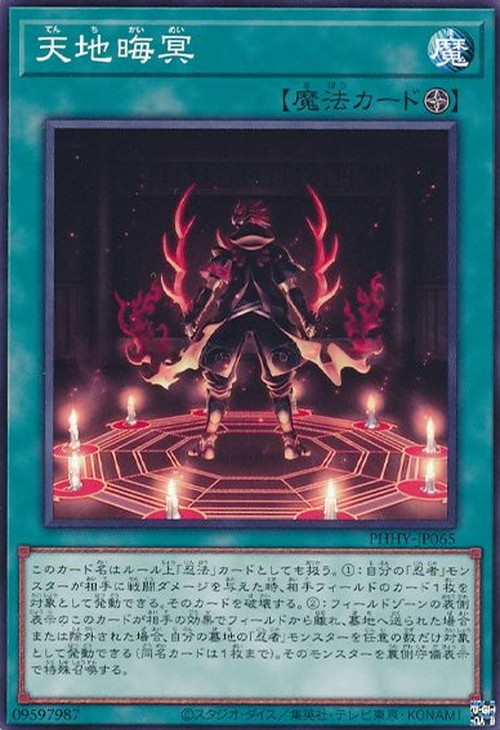 天地晦冥
魔
【魔法カード】
PHHY-JP065
このカード名はルール上「忍法」カードとしても扱う。①:自分の「忍者」モン
スターが相手に戦闘ダメージを与えた時、相手フィールドのカード1枚を
対象として発動できる。そのカードを破壊する。②:フィールドゾーンの表側
表示のこのカードが相手の効果でフィールドから離れ、墓地へ送られた場合
または除外された場合、自分の墓地の「忍者」モンスターを任意の数だけ対象
として発動できる(同名カードは1枚まで)。そのモンスターを裏側守備表示
で特殊召喚する。
09597987
©スタジオ・ダイス/集英社・テレビ東京・KONAMI